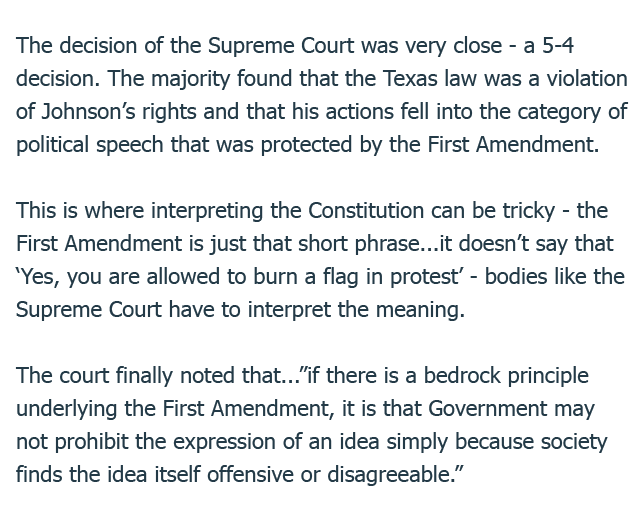 The decision of the Supreme Court was very close - a 5-4
decision. The majority found that the Texas law was a violation
of Johnson’s rights and that his actions fell into the category of
political speech that was protected by the First Amendment.
This is where interpreting the Constitution can be tricky - the
First Amendment is just that short phrase...it doesn’t say that
‘Yes, you are allowed to burn a flag in protest’ - bodies like the
Supreme Court have to interpret the meaning.
The court finally noted that...”if there is a bedrock principle
underlying the First Amendment, it is that Government may
not prohibit the expression of an idea simply because society
finds the idea itself offensive or disagreeable.”